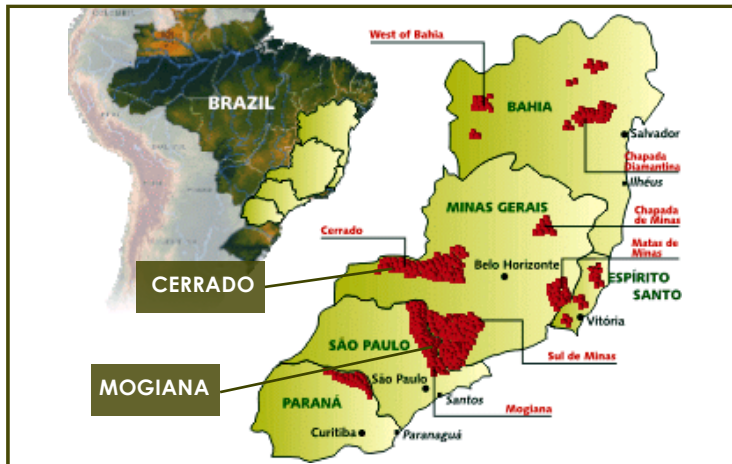 West of Bahia
BRAZIL
BAHIA
Salvador
Chapada
Diamantina
Ilhéus
MINAS GERAIS
Chapada
de Minas
Cerrado
Matas de
Minas
CERRADO
Belo Horizonte
ESPÍRITO
SANTO
Vitória
SÃO PAULO
Sul de Minas
MOGIANA
São Paulo
Santos
PARANÁ
Mogiana
Curitiba
Paranaguá